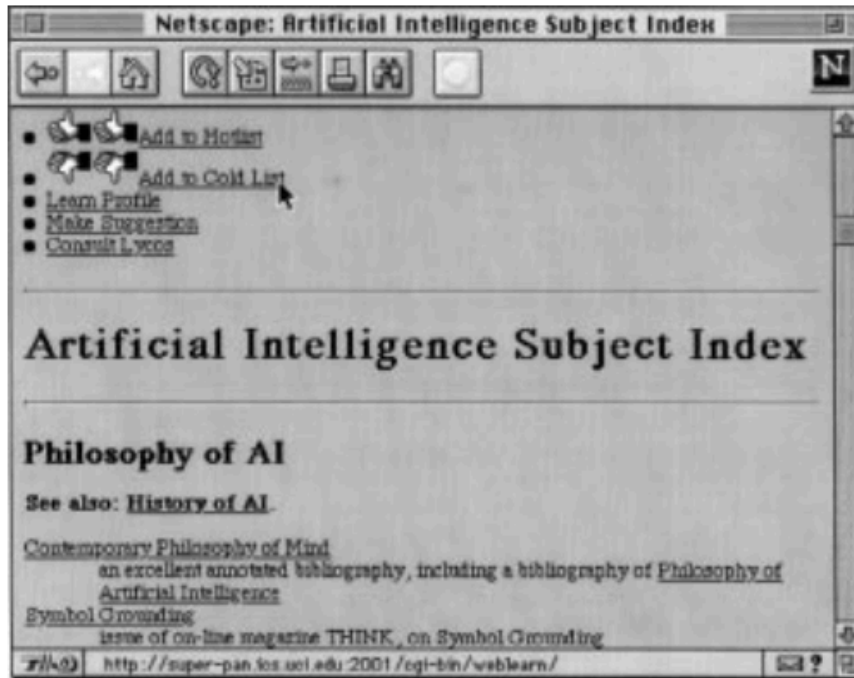 Netscape: Artificial Intelligence Subject Index
N
Add to Hotlist
Add to Cold List
Learn Profile
Make Suggestion
Consult Lycos
Artificial Intelligence Subject Index
Philosophy of AI
See also: History of AI.
Contemporary Philosophy of Mind
an excellent annotated bibliography, including a bibliography of Philosophy of
Artificial Intelligence
Symbol Grounding
issue of on-line magazine THINK, on Symbol Grounding
http://super-pan.ics.uci.edu:2001/cgi-bin/weblearn/
?